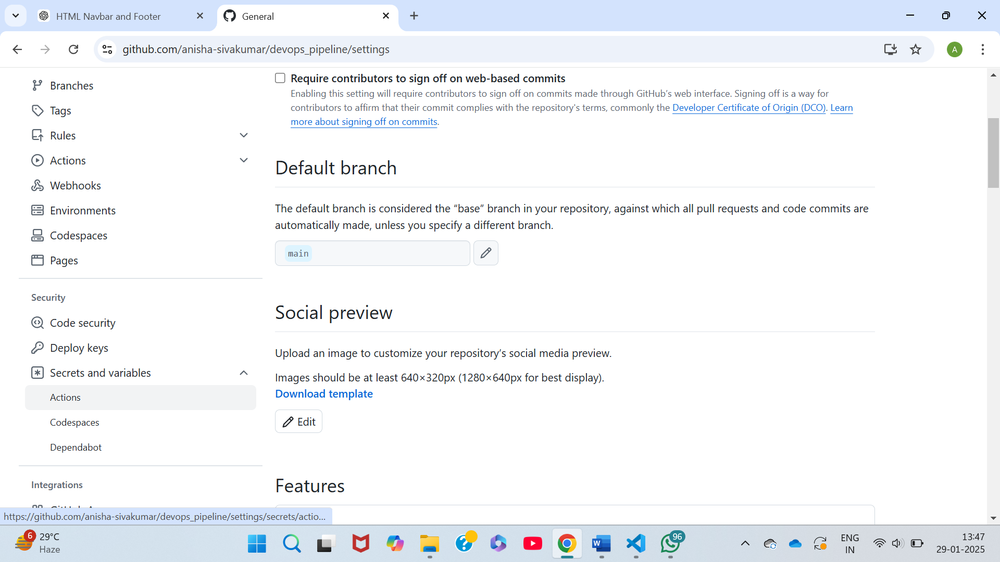 HTML Navbar and Footer
General
github.com/anisha-sivakumar/devops_pipeline/settings
A
Branches
Tags
Rules
Actions
Webhooks
Environments
Codespaces
Pages
Security
Code security
Deploy keys
Secrets and variables
Actions
Codespaces
Dependabot
Integrations
Require contributors to sign off on web-based commits
Enabling this setting will require contributors to sign off on commits made through GitHub’s web interface. Signing off is a way for
contributors to affirm that their commit complies with the repository's terms, commonly the Developer Certificate of Origin (DCO). Learn
more about signing off on commits.
Default branch
The default branch is considered the “base” branch in your repository, against which all pull requests and code commits are
automatically made, unless you specify a different branch.
main
Social preview
Upload an image to customize your repository’s social media preview.
Images should be at least 640×320px (1280×640px for best display).
Download template
Edit
Features
https://github.com/anisha-sivakumar/devops_pipeline/settings/secrets/actio...
6
29°C
Haze
96
ENG
IN
13:47
29-01-2025